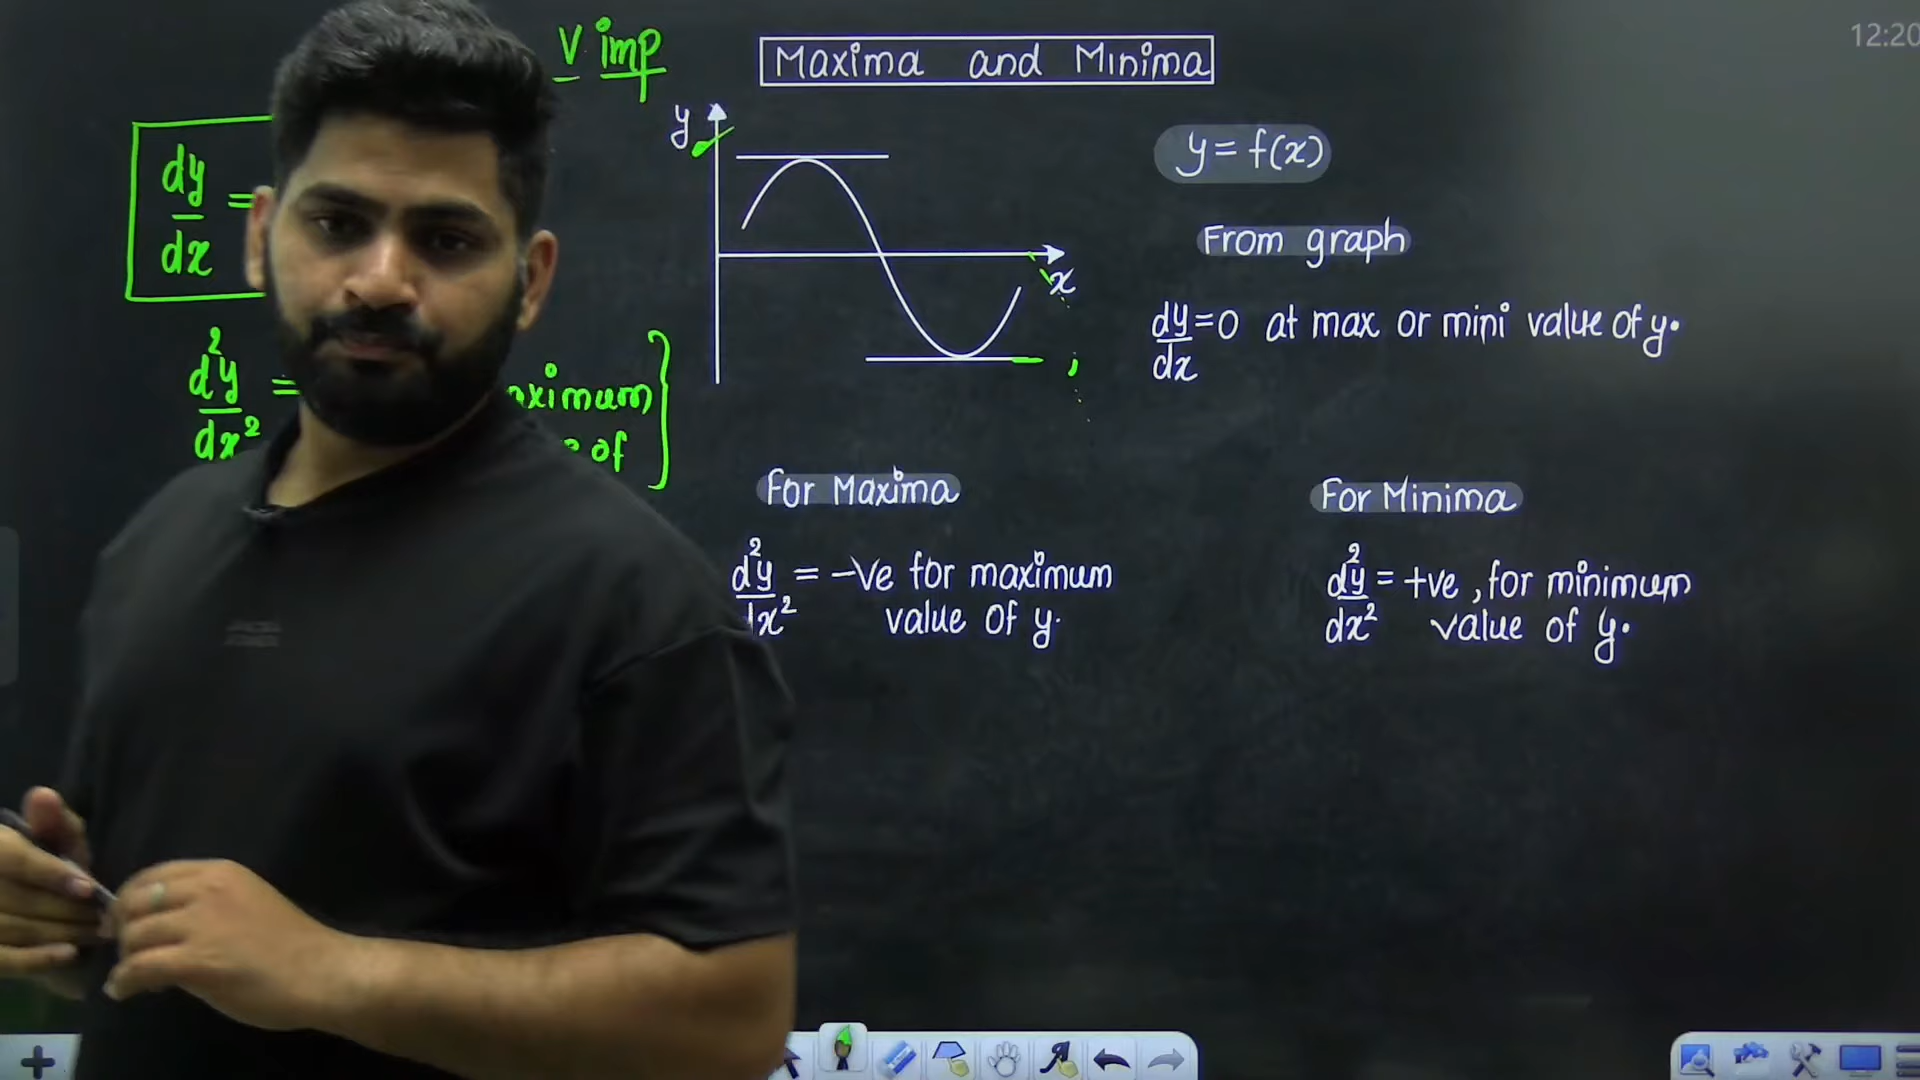 V imp
Maxima and Minima
y
x
dy/dx =
d²y/dx² =
of
y = f(x)
From graph
dy/dx = 0 at max or mini value of y.
For Maxima
d²y/dx² = -ve for maximum
value of y.
For Minima
d²y/dx² = +ve, for minimum
value of y.
12:20